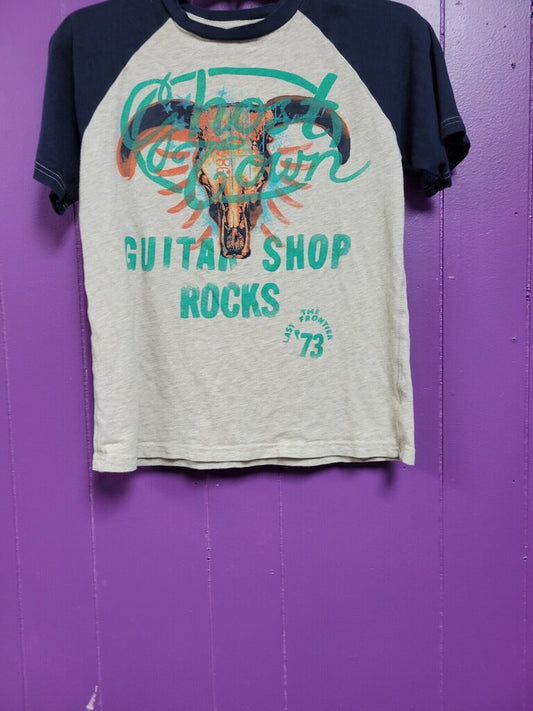 Ghost
Town
GUITAR SHOP
ROCKS
THE
LAST FRONTIER
'73